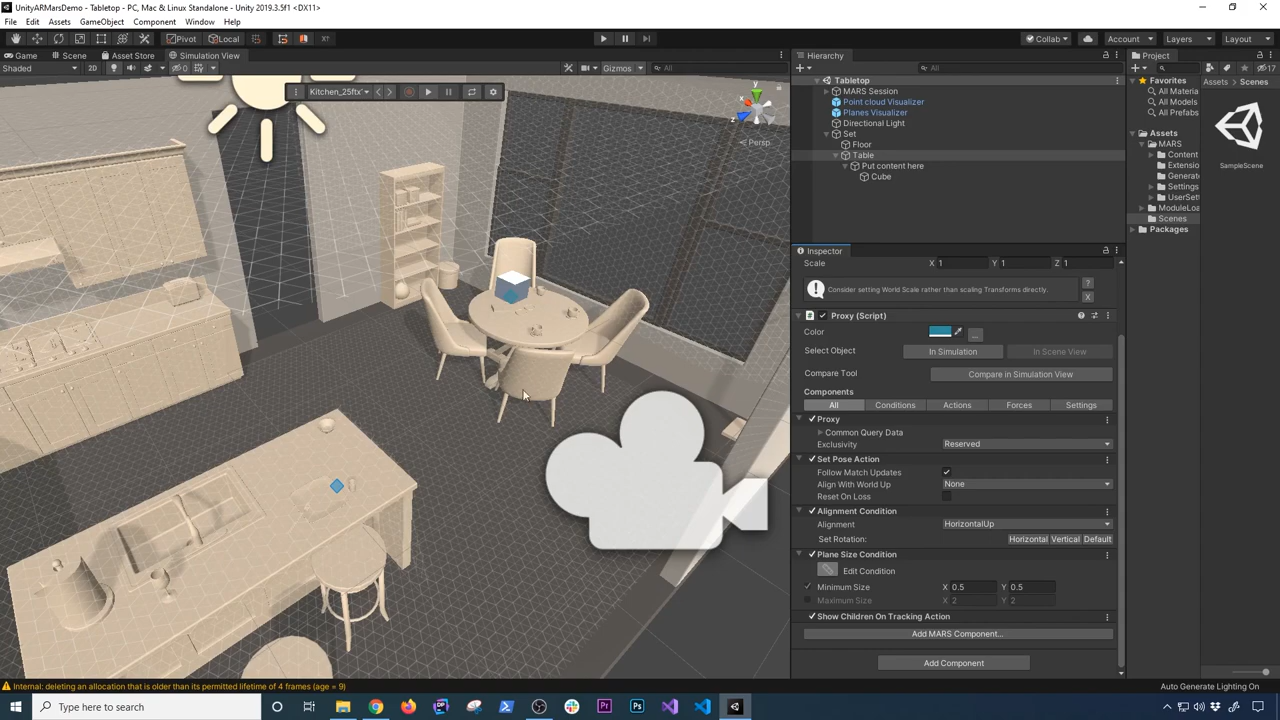 UnityARMarsDemo - Tabletop - PC, Mac & Linux Standalone - Unity 2019.3.5f1 <DX11>
File Edit Assets GameObject Component Window Help
Pivot Local Collab Account Layers Layout
Game Scene Asset Store Simulation View
Shaded 2D 0 Gizmos All
Kitchen_25ftx'
y
x
z
Persp
Hierarchy
All
Tabletop
MARS Session
Point cloud Visualizer
Planes Visualizer
Directional Light
Set
Floor
Table
Put content here
Cube
Project
17
Favorites
All Materia
All Models
All Prefabs
Assets
MARS
Content
Extensio
Generate
Settings
UserSett
ModuleLoa
Scenes
Packages
Assets > Scenes
SampleScene
Inspector
Scale X 1 Y 1 Z 1
Consider setting World Scale rather than scaling Transforms directly.
?
X
Proxy (Script)
Color ...
Select Object In Simulation In Scene View
Compare Tool Compare in Simulation View
Components
All Conditions Actions Forces Settings
Proxy
Common Query Data
Exclusivity Reserved
Set Pose Action
Follow Match Updates
Align With World Up None
Reset On Loss
Alignment Condition
Alignment HorizontalUp
Set Rotation: Horizontal Vertical Default
Plane Size Condition
Edit Condition
Minimum Size X 0.5 Y 0.5
Maximum Size X 2 Y 2
Show Children On Tracking Action
Add MARS Component...
Add Component
Internal: deleting an allocation that is older than its permitted lifetime of 4 frames (age = 9)
Auto Generate Lighting On
Type here to search